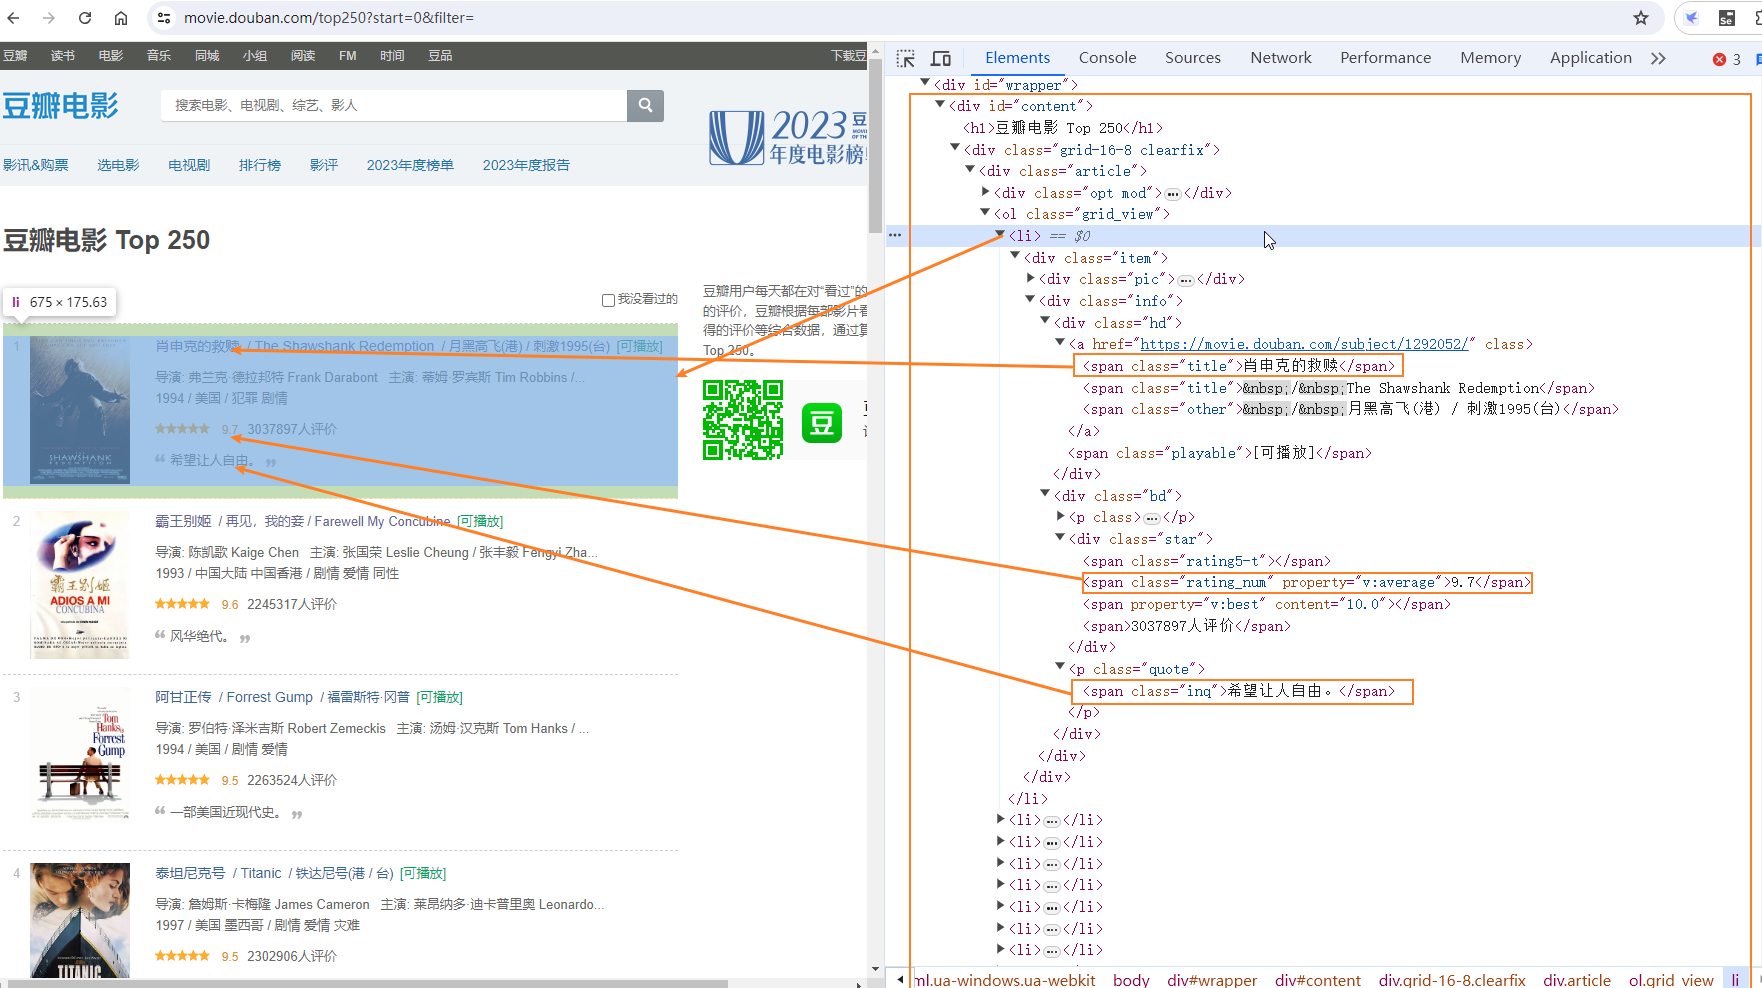 movie.douban.com/top250?start=0&filter=
豆瓣 读书 电影 音乐 同城 小组 阅读 FM 时间 豆品 下载豆
豆瓣电影
搜索电影、电视剧、综艺、影人
2023 豆
年度电影榜
影讯&购票 选电影 电视剧 排行榜 影评 2023年度榜单 2023年度报告
豆瓣电影 Top 250
li 675 × 175.63
我没看过的
1
肖申克的救赎 / The Shawshank Redemption / 月黑高飞(港) / 刺激1995(台) [可播放]
导演: 弗兰克·德拉邦特 Frank Darabont 主演: 蒂姆·罗宾斯 Tim Robbins /...
1994 / 美国 / 犯罪 剧情
9.7 3037897人评价
“ 希望让人自由。 ”
SHAWSHANK
2
霸王别姬 / 再见，我的妾 / Farewell My Concubine [可播放]
导演: 陈凯歌 Kaige Chen 主演: 张国荣 Leslie Cheung / 张丰毅 Fengyi Zha...
1993 / 中国大陆 中国香港 / 剧情 爱情 同性
9.6 2245317人评价
“ 风华绝代。 ”
霸王别姬
ADIOS A MI
CONCUBINA
3
阿甘正传 / Forrest Gump / 福雷斯特·冈普 [可播放]
导演: 罗伯特·泽米吉斯 Robert Zemeckis 主演: 汤姆·汉克斯 Tom Hanks / ...
1994 / 美国 / 剧情 爱情
9.5 2263524人评价
“ 一部美国近现代史。 ”
Tom
Hanks
Forrest
Gump
4
泰坦尼克号 / Titanic / 铁达尼号(港 / 台) [可播放]
导演: 詹姆斯·卡梅隆 James Cameron 主演: 莱昂纳多·迪卡普里奥 Leonardo...
1997 / 美国 墨西哥 / 剧情 爱情 灾难
9.5 2302906人评价
TITANIC
豆瓣用户每天都在对“看过”的
的评价，豆瓣根据每部影片看
得的评价等综合数据，通过算
Top 250。
豆
Elements Console Sources Network Performance Memory Application 3
<div id="wrapper">
<div id="content">
<h1>豆瓣电影 Top 250</h1>
<div class="grid-16-8 clearfix">
<div class="article">
<div class="opt mod">…</div>
<ol class="grid_view">
… <li> == $0
<div class="item">
<div class="pic">…</div>
<div class="info">
<div class="hd">
<a href="https://movie.douban.com/subject/1292052/" class>
<span class="title">肖申克的救赎</span>
<span class="title">&nbsp;/&nbsp;The Shawshank Redemption</span>
<span class="other">&nbsp;/&nbsp;月黑高飞(港) / 刺激1995(台)</span>
</a>
<span class="playable">[可播放]</span>
</div>
<div class="bd">
<p class>…</p>
<div class="star">
<span class="rating5-t"></span>
<span class="rating_num" property="v:average">9.7</span>
<span property="v:best" content="10.0"></span>
<span>3037897人评价</span>
</div>
<p class="quote">
<span class="inq">希望让人自由。</span>
</p>
</div>
</div>
</div>
</li>
<li>…</li>
<li>…</li>
<li>…</li>
<li>…</li>
<li>…</li>
<li>…</li>
<li>…</li>
ml.ua-windows.ua-webkit body div#wrapper div#content div.grid-16-8.clearfix div.article ol.grid_view li